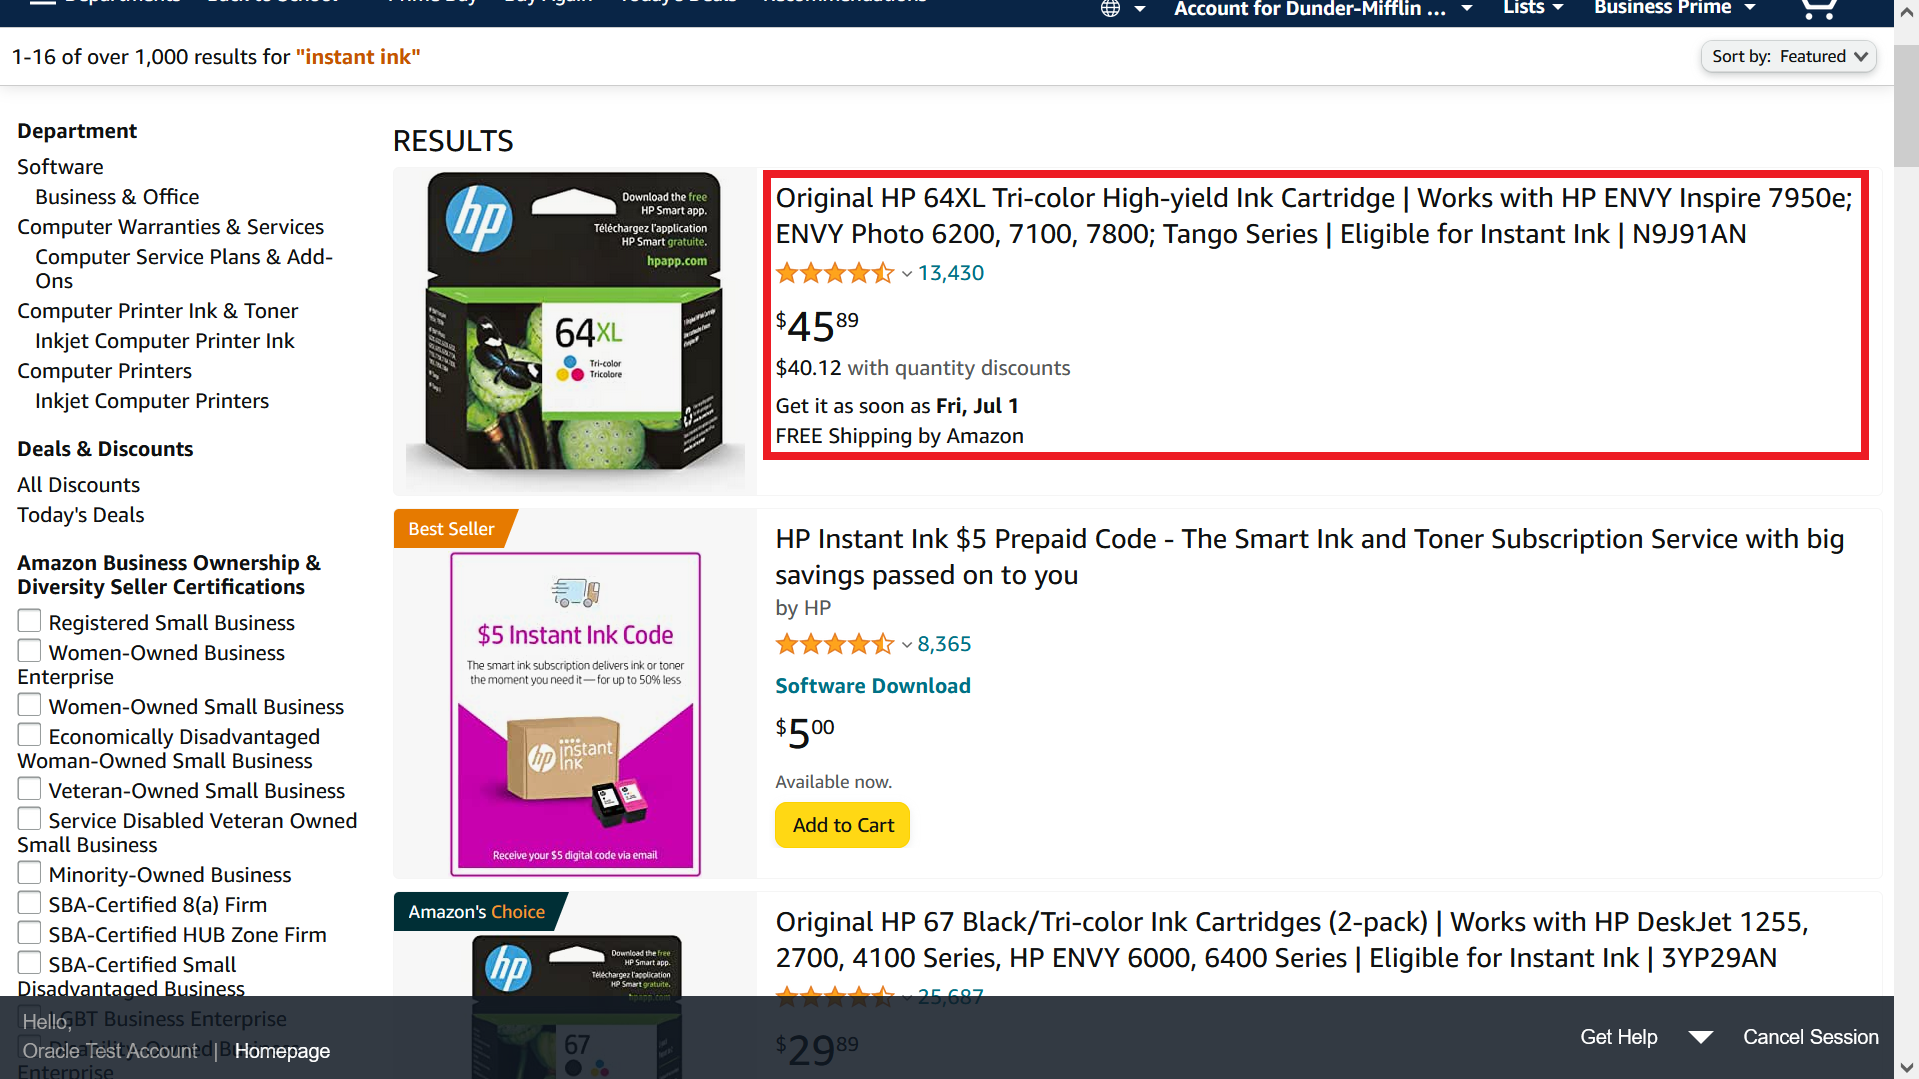 Account for Dunder-Mifflin ...
Lists
Business Prime
1-16 of over 1,000 results for "instant ink"
Sort by: Featured
Department
Software
Business & Office
Computer Warranties & Services
Computer Service Plans & Add-
Ons
Computer Printer Ink & Toner
Inkjet Computer Printer Ink
Computer Printers
Inkjet Computer Printers
Deals & Discounts
All Discounts
Today's Deals
Amazon Business Ownership &
Diversity Seller Certifications
Registered Small Business
Women-Owned Business
Enterprise
Women-Owned Small Business
Economically Disadvantaged
Woman-Owned Small Business
Veteran-Owned Small Business
Service Disabled Veteran Owned
Small Business
Minority-Owned Business
SBA-Certified 8(a) Firm
SBA-Certified HUB Zone Firm
SBA-Certified Small
Disadvantaged Business
LGBT Business Enterprise
RESULTS
hp
Download the free
HP Smart app.
Téléchargez l'application
HP Smart gratuite.
hpapp.com
64XL
Tri-color
Tricolore
Original HP 64XL Tri-color High-yield Ink Cartridge | Works with HP ENVY Inspire 7950e;
ENVY Photo 6200, 7100, 7800; Tango Series | Eligible for Instant Ink | N9J91AN
13,430
$45 89
$40.12 with quantity discounts
Get it as soon as Fri, Jul 1
FREE Shipping by Amazon
Best Seller
$5 Instant Ink Code
The smart ink subscription delivers ink or toner
the moment you need it—for up to 50% less
hp instant
ink
Receive your $5 digital code via email
HP Instant Ink $5 Prepaid Code - The Smart Ink and Toner Subscription Service with big
savings passed on to you
by HP
8,365
Software Download
$5 00
Available now.
Add to Cart
Amazon's Choice
hp
Download the free
HP Smart app.
Téléchargez l'application
HP Smart gratuite.
hpapp.com
67
Original HP 67 Black/Tri-color Ink Cartridges (2-pack) | Works with HP DeskJet 1255,
2700, 4100 Series, HP ENVY 6000, 6400 Series | Eligible for Instant Ink | 3YP29AN
25,687
$29 89
Hello,
Oracle Test Account | Homepage
Enterprise
Get Help
Cancel Session